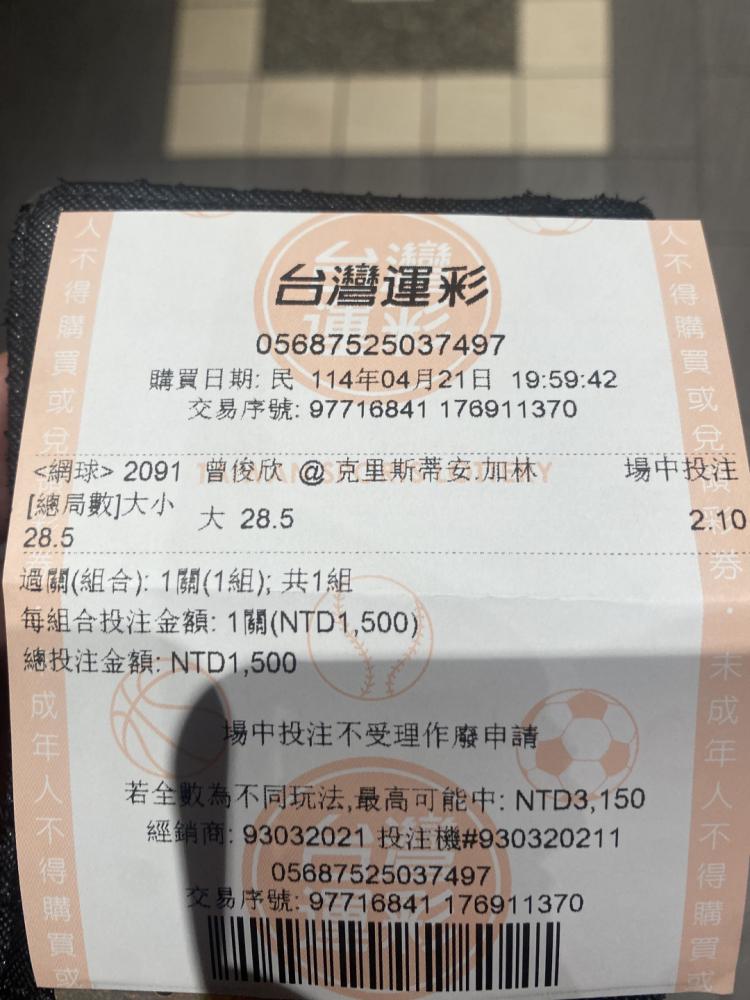 台灣運彩
05687525037497
購買日期: 民 114年04月21日 19:59:42
交易序號: 97716841 176911370
<網球> 2091 曾俊欣 @ 克里斯蒂安.加林 場中投注
[總局數]大小 28.5 大 28.5 2.10
過關(組合): 1關(1組); 共1組
每組合投注金額: 1關(NTD1,500)
總投注金額: NTD1,500
場中投注不受理作廢申請
若全數為不同玩法,最高可能中: NTD3,150
經銷商: 93032021 投注機#930320211
05687525037497
交易序號: 97716841 176911370
人不得購買或兌
成年人不得購買或
人不得購買或兌
券・未成年人不得購買或